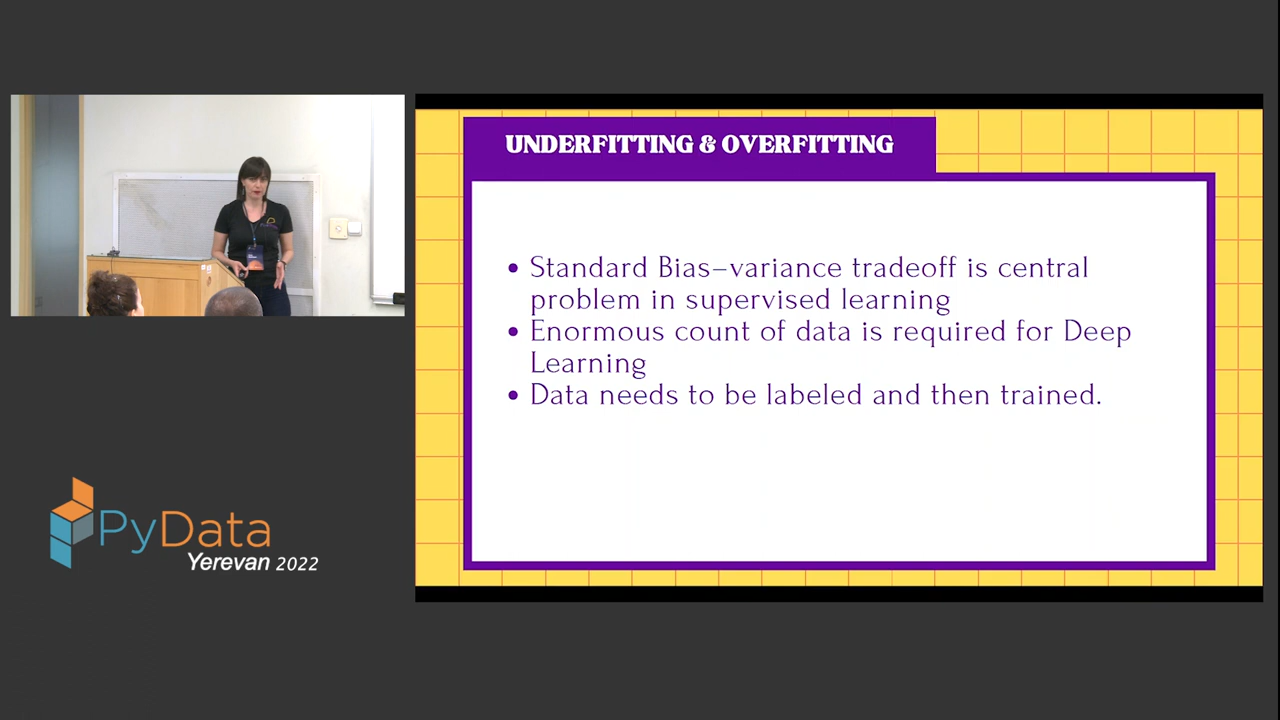 UNDERFITTING & OVERFITTING
• Standard Bias–variance tradeoff is central
problem in supervised learning
• Enormous count of data is required for Deep
Learning
• Data needs to be labeled and then trained.
PyData
Yerevan 2022